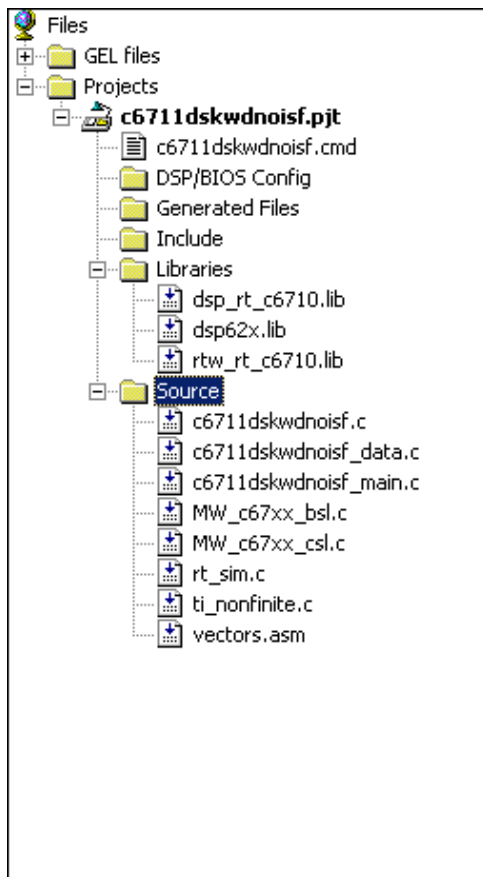 Files
GEL files
Projects
c6711dskwdnoisf.pjt
c6711dskwdnoisf.cmd
DSP/BIOS Config
Generated Files
Include
Libraries
dsp_rt_c6710.lib
dsp62x.lib
rtw_rt_c6710.lib
Source
c6711dskwdnoisf.c
c6711dskwdnoisf_data.c
c6711dskwdnoisf_main.c
MW_c67xx_bsl.c
MW_c67xx_csl.c
rt_sim.c
ti_nonfinite.c
vectors.asm